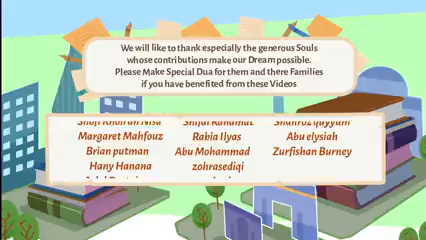 We will like to thank especially the generous Souls
whose contributions make our Dream possible.
Please Make Special Dua for them and there Families
if you have benefited from these Videos
Margaret Mahfouz
Brian putman
Hany Hanana
Rabia Ilyas
Abu Mohammad
zohrasediqi
Shahroz quyyum
Abu elysiah
Zurfishan Burney